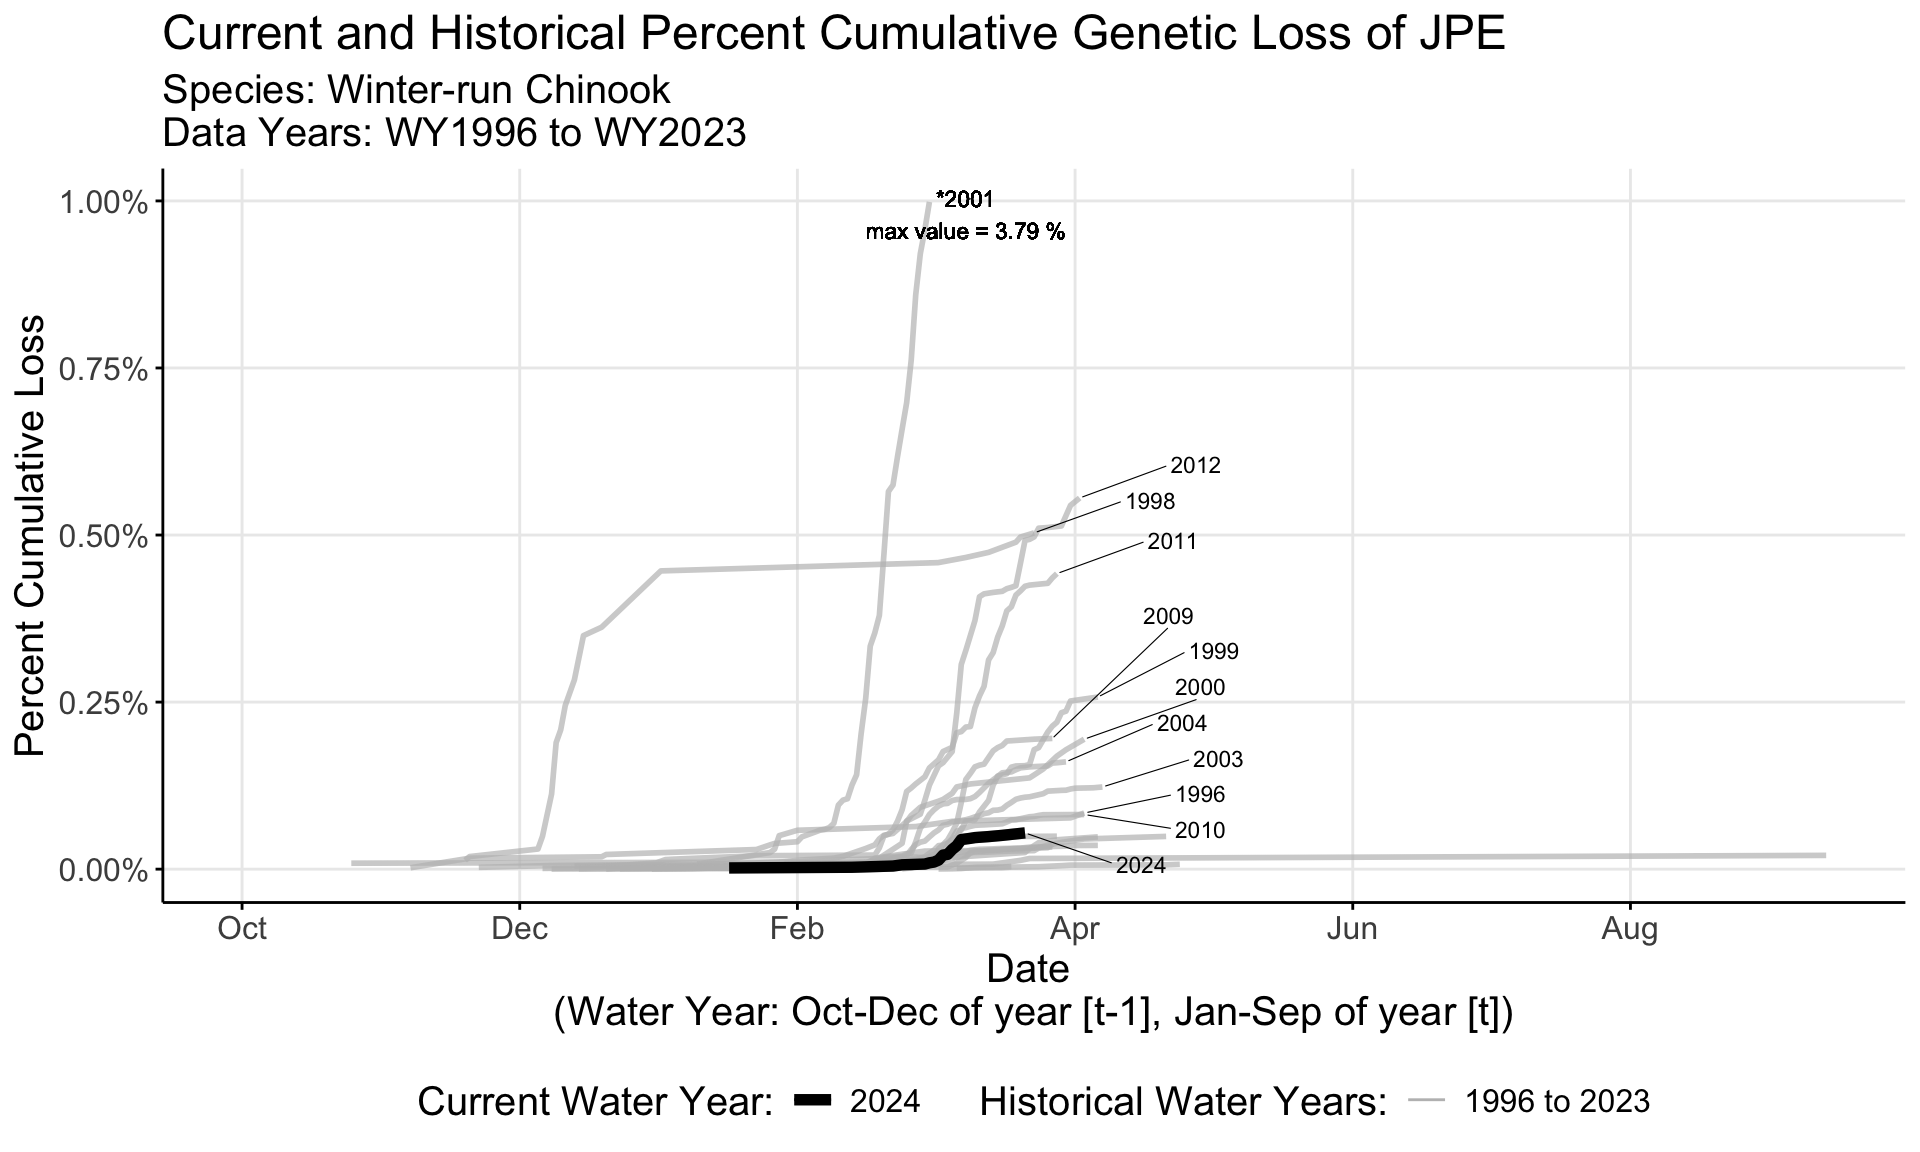 Current and Historical Percent Cumulative Genetic Loss of JPE
Species: Winter-run Chinook
Data Years: WY1996 to WY2023
Percent Cumulative Loss
1.00%
0.75%
0.50%
0.25%
0.00%
*2001
max value = 3.79 %
2012
1998
2011
2009
1999
2000
2004
2003
1996
2010
2024
Oct Dec Feb Apr Jun Aug
Date
(Water Year: Oct-Dec of year [t-1], Jan-Sep of year [t])
Current Water Year: 2024 Historical Water Years: 1996 to 2023